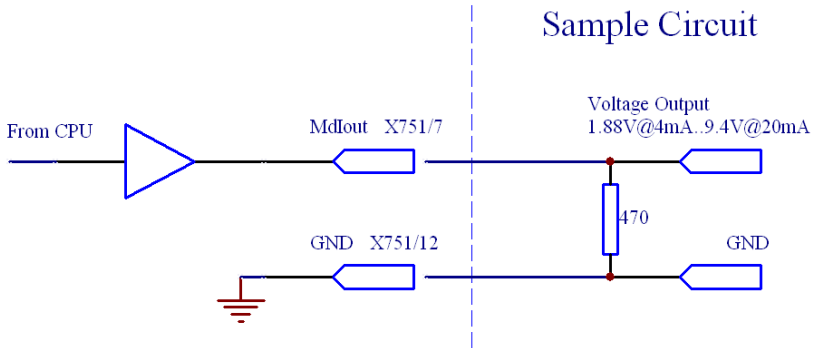 Sample Circuit
Voltage Output
1.88V@4mA..9.4V@20mA
From CPU
MdIout X751/7
470
GND X751/12
GND